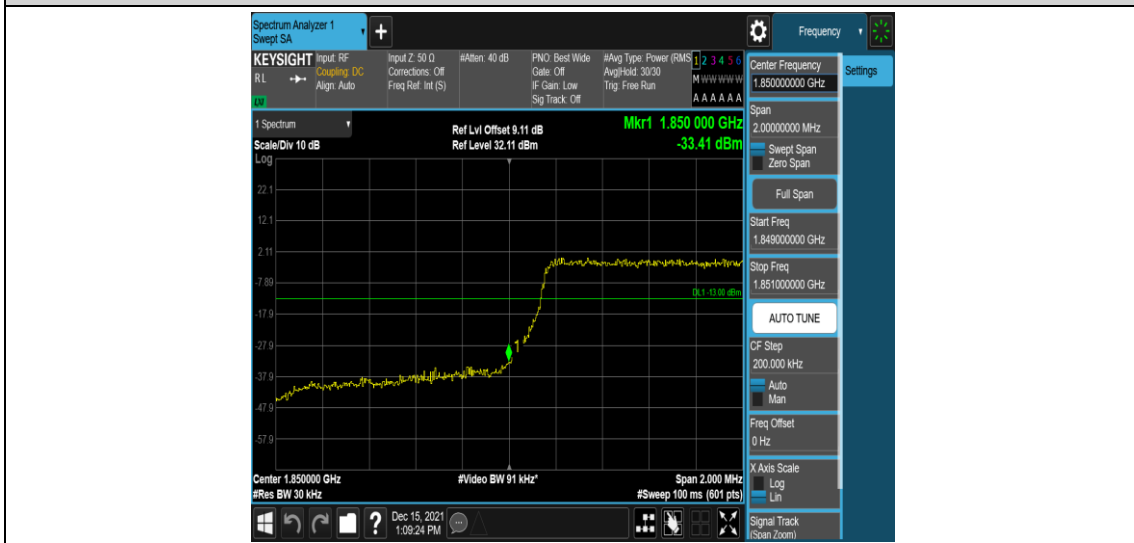 Spectrum Analyzer 1
Swept SA
+
Frequency
KEYSIGHT
RL
LXI
Input: RF
Coupling: DC
Align: Auto
Input Z: 50 Ω
Corrections: Off
Freq Ref: Int (S)
#Atten: 40 dB
PNO: Best Wide
Gate: Off
IF Gain: Low
Sig Track: Off
#Avg Type: Power (RMS
Avg|Hold: 30/30
Trig: Free Run
1 2 3 4 5 6
M W W W W W
A A A A A A
1 Spectrum
Scale/Div 10 dB
Log
Ref Lvl Offset 9.11 dB
Ref Level 32.11 dBm
Mkr1 1.850 000 GHz
-33.41 dBm
22.1
12.1
2.11
-7.89
DL1 -13.00 dBm
-17.9
-27.9
1
-37.9
-47.9
-57.9
Center 1.850000 GHz
#Res BW 30 kHz
#Video BW 91 kHz*
Span 2.000 MHz
#Sweep 100 ms (601 pts)
?
Dec 15, 2021
1:09:24 PM
Center Frequency
1.850000000 GHz
Settings
Span
2.00000000 MHz
Swept Span
Zero Span
Full Span
Start Freq
1.849000000 GHz
Stop Freq
1.851000000 GHz
AUTO TUNE
CF Step
200.000 kHz
Auto
Man
Freq Offset
0 Hz
X Axis Scale
Log
Lin
Signal Track
(Span Zoom)